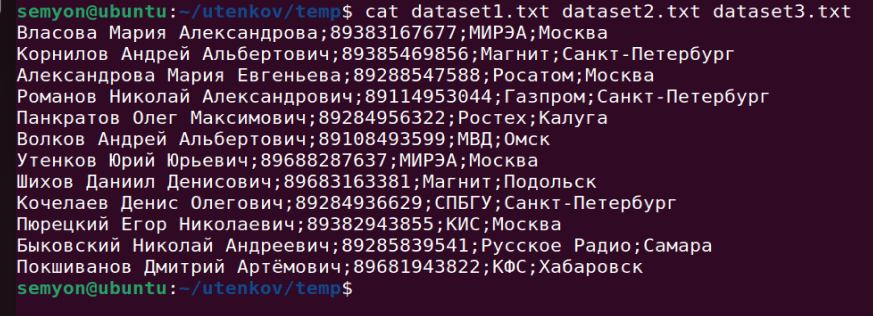 semyon@ubuntu:~/utenkov/temp$ cat dataset1.txt dataset2.txt dataset3.txt
Власова Мария Александрова;89383167677;МИРЭА;Москва
Корнилов Андрей Альбертович;89385469856;Магнит;Санкт-Петербург
Александрова Мария Евгеньева;89288547588;Росатом;Москва
Романов Николай Александрович;89114953044;Газпром;Санкт-Петербург
Панкратов Олег Максимович;89284956322;Ростех;Калуга
Волков Андрей Альбертович;89108493599;МВД;Омск
Утенков Юрий Юрьевич;89688287637;МИРЭА;Москва
Шихов Даниил Денисович;89683163381;Магнит;Подольск
Кочелаев Денис Олегович;89284936629;СПБГУ;Санкт-Петербург
Пюрецкий Егор Николаевич;89382943855;КИС;Москва
Быковский Николай Андреевич;89285839541;Русское Радио;Самара
Покшиванов Дмитрий Артёмович;89681943822;КФС;Хабаровск
semyon@ubuntu:~/utenkov/temp$